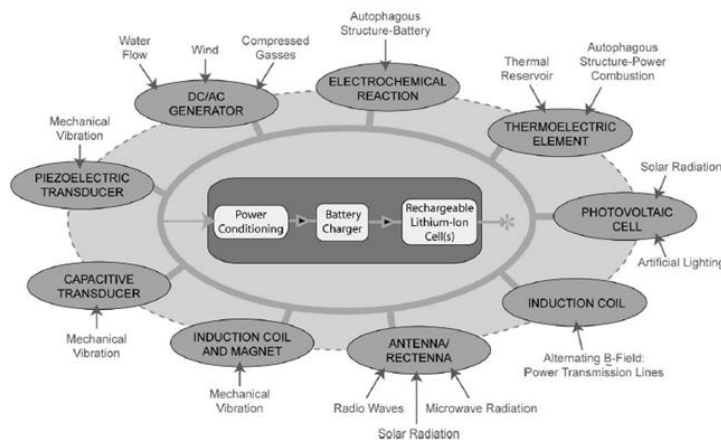 Autophagous
Structure-Battery
Water
Flow
Wind
Compressed
Gasses
Autophagous
Structure-Power
Combustion
Thermal
Reservoir
DC/AC
GENERATOR
ELECTROCHEMICAL
REACTION
THERMOELECTRIC
ELEMENT
Mechanical
Vibration
Solar Radiation
PIEZOELECTRIC
TRANSDUCER
Power
Conditioning
Battery
Charger
Rechargeable
Lithium-Ion
Cell(s)
PHOTOVOLTAIC
CELL
Artificial Lighting
CAPACITIVE
TRANSDUCER
INDUCTION COIL
Mechanical
Vibration
INDUCTION COIL
AND MAGNET
ANTENNA/
RECTENNA
Alternating B-Field:
Power Transmission Lines
Mechanical
Vibration
Radio Waves
Microwave Radiation
Solar Radiation